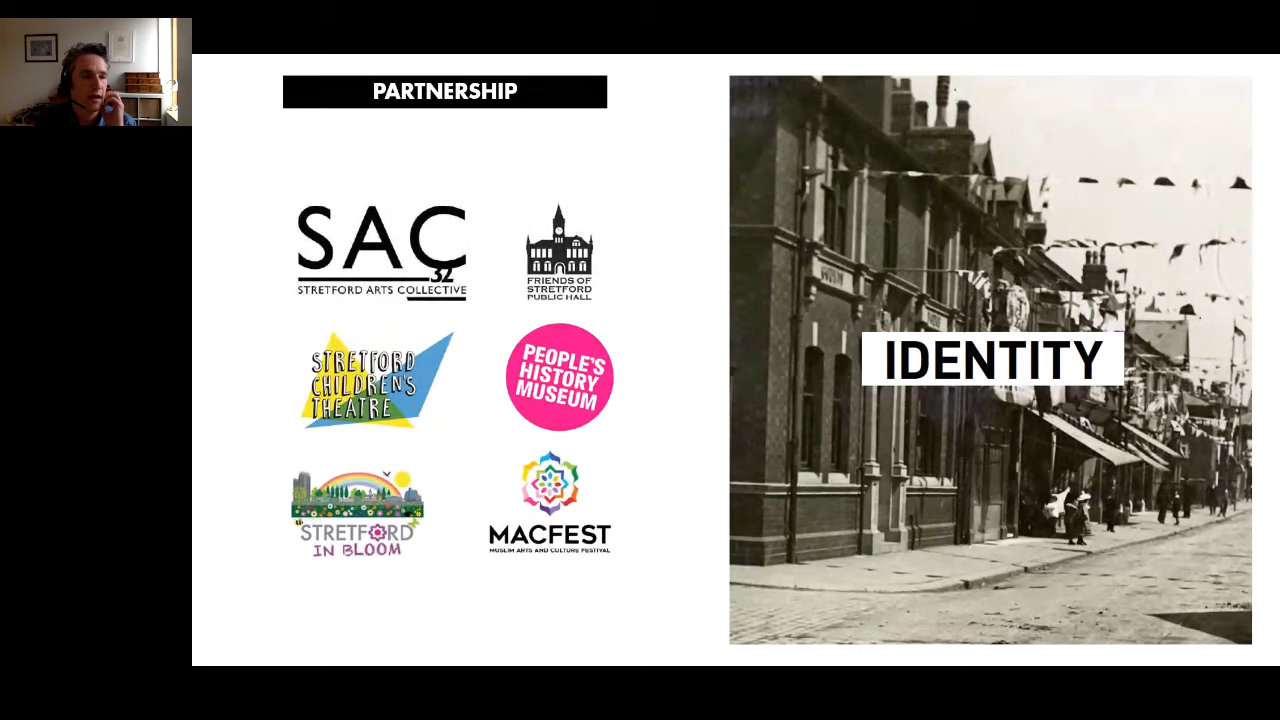 PARTNERSHIP
SAC
32
STRETFORD ARTS COLLECTIVE
FRIENDS OF
STRETFORD
PUBLIC HALL
STRETFORD
CHILDREN'S
THEATRE
PEOPLE'S
HISTORY
MUSEUM
STRETFORD
IN BLOOM
MACFEST
MUSLIM ARTS AND CULTURE FESTIVAL
IDENTITY